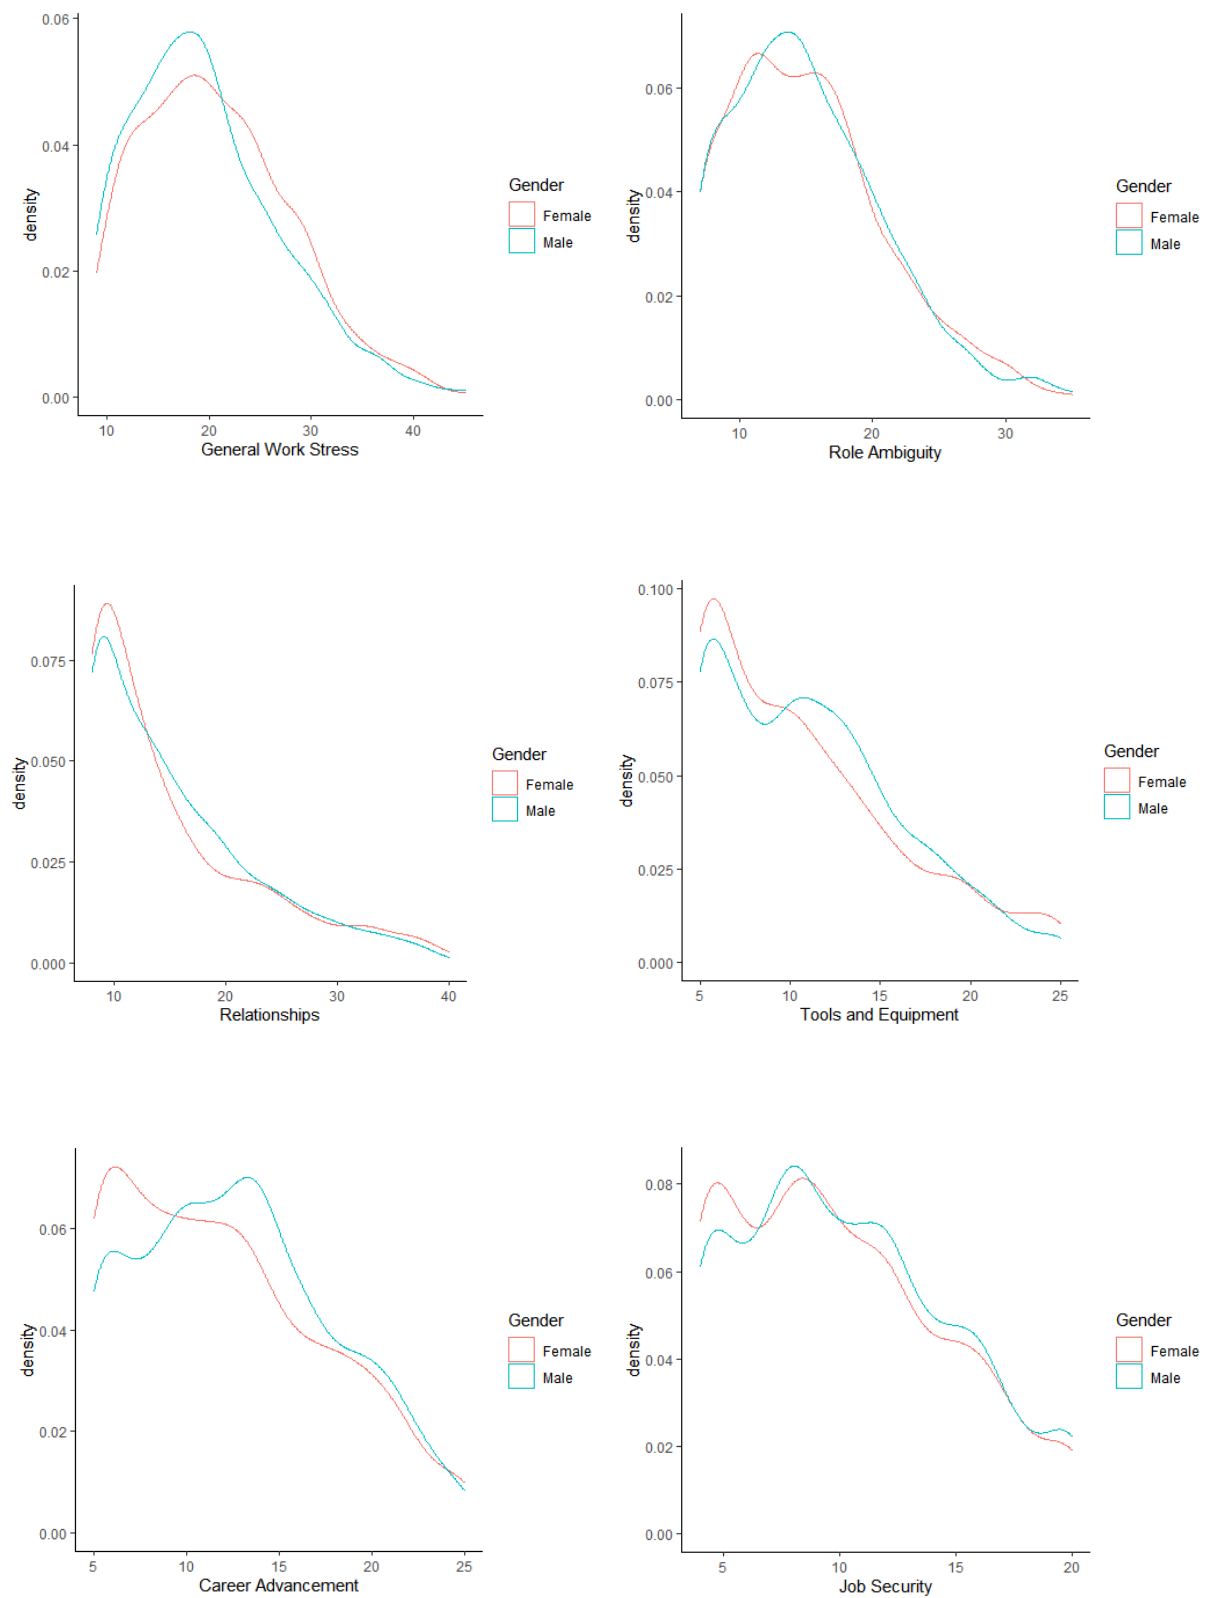 0.06
0.04
0.02
0.00
density
10 20 30 40
General Work Stress
Gender
Female
Male
0.06
0.04
0.02
0.00
density
10 20 30
Role Ambiguity
Gender
Female
Male
0.075
0.050
0.025
0.000
density
10 20 30 40
Relationships
Gender
Female
Male
0.100
0.075
0.050
0.025
0.000
density
5 10 15 20 25
Tools and Equipment
Gender
Female
Male
0.06
0.04
0.02
0.00
density
5 10 15 20 25
Career Advancement
Gender
Female
Male
0.08
0.06
0.04
0.02
0.00
density
5 10 15 20
Job Security
Gender
Female
Male